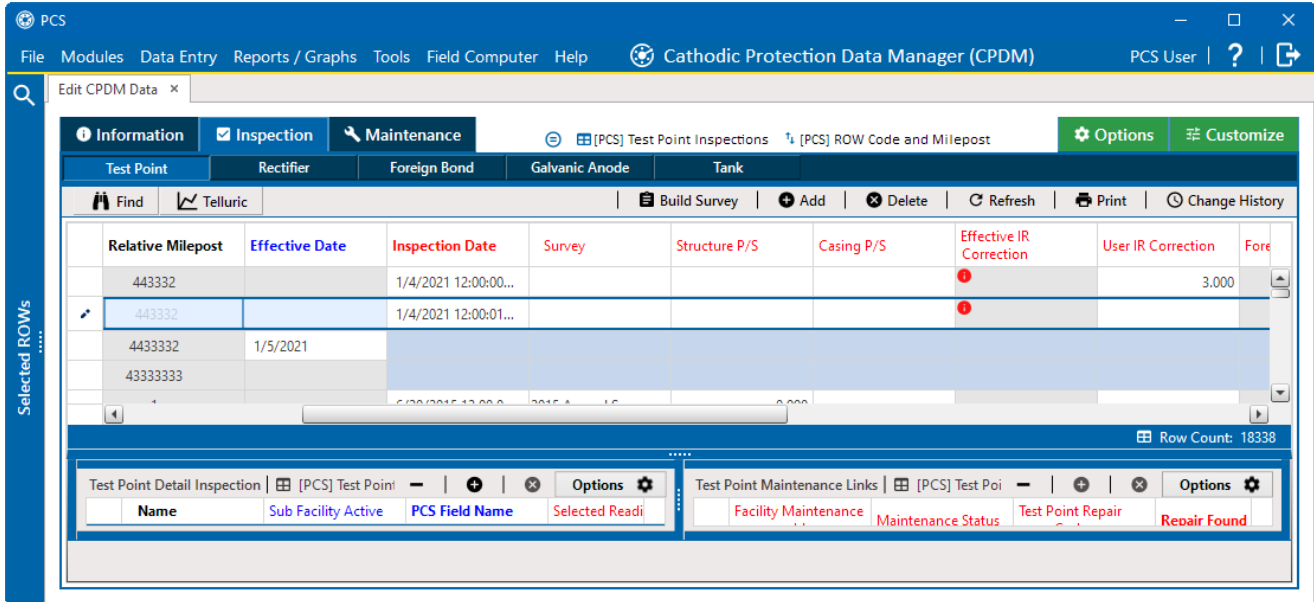 PCS
File Modules Data Entry Reports / Graphs Tools Field Computer Help Cathodic Protection Data Manager (CPDM) PCS User | ? |
Edit CPDM Data ×
Information Inspection Maintenance [PCS] Test Point Inspections [PCS] ROW Code and Milepost Options Customize
Test Point Rectifier Foreign Bond Galvanic Anode Tank
Find Telluric | Build Survey | Add | Delete | Refresh | Print | Change History
Relative Milepost Effective Date Inspection Date Survey Structure P/S Casing P/S Effective IR Correction User IR Correction Fore
443332 1/4/2021 12:00:00... 3.000
443332 1/4/2021 12:00:01...
4433332 1/5/2021
43333333
Selected ROWs
Row Count: 18338
Test Point Detail Inspection | [PCS] Test Point | | Options
Name Sub Facility Active PCS Field Name Selected Readi
Test Point Maintenance Links | [PCS] Test Poi | | Options
Facility Maintenance Maintenance Status Test Point Repair Repair Found